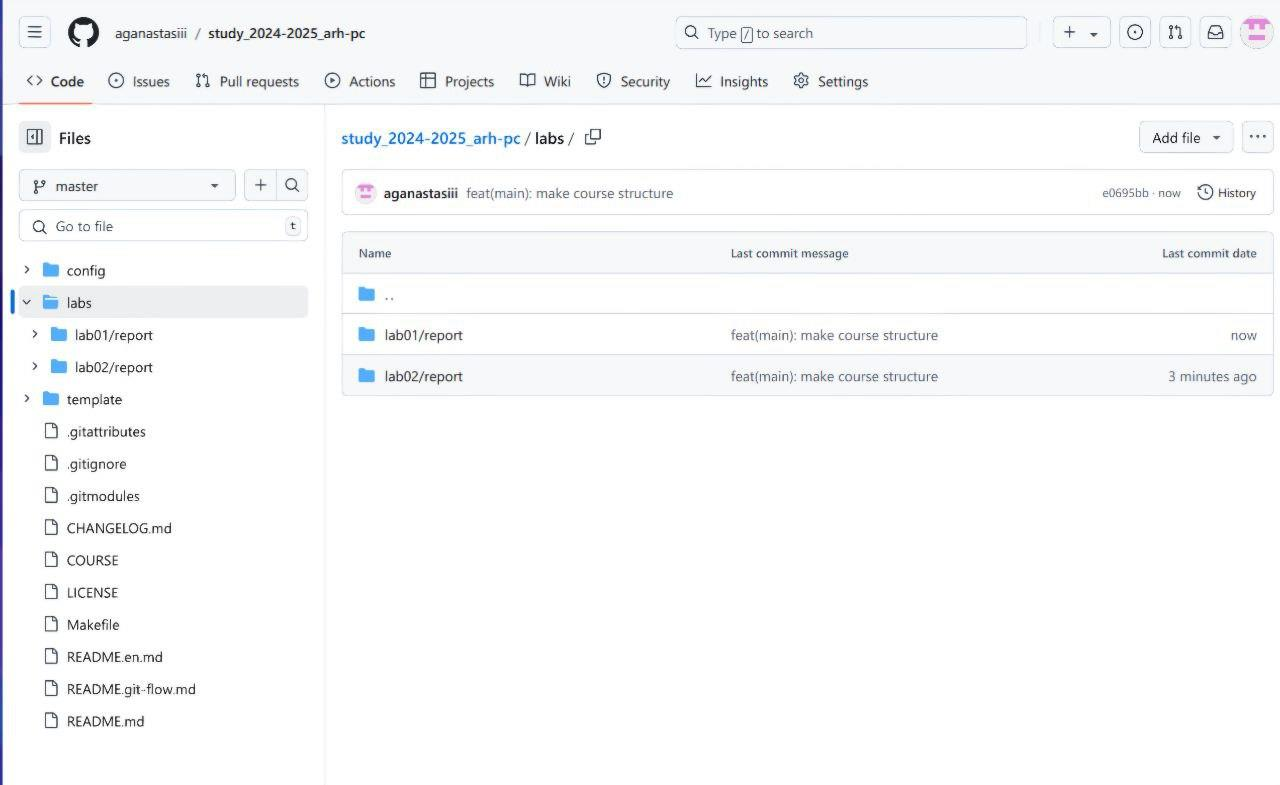 aganastasiii / study_2024-2025_arh-pc
Type / to search
Code Issues Pull requests Actions Projects Wiki Security Insights Settings
Files
master
Go to file t
config
labs
lab01/report
lab02/report
template
.gitattributes
.gitignore
.gitmodules
CHANGELOG.md
COURSE
LICENSE
Makefile
README.en.md
README.git-flow.md
README.md
study_2024-2025_arh-pc / labs /
Add file
aganastasiii feat(main): make course structure e0695bb · now History
Name Last commit message Last commit date
..
lab01/report feat(main): make course structure now
lab02/report feat(main): make course structure 3 minutes ago